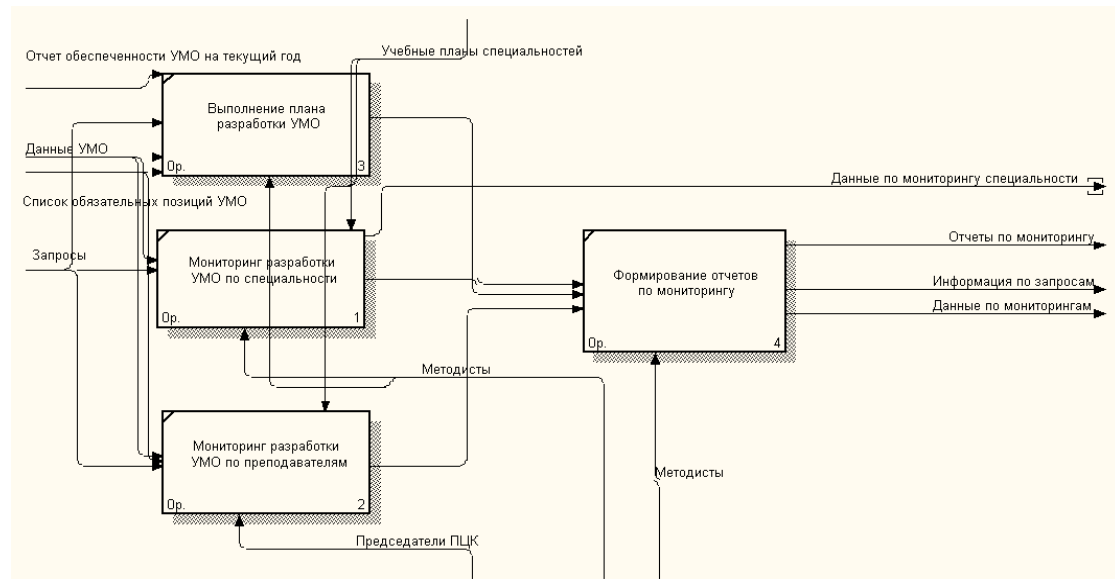 Учебные планы специальностей
Отчет обеспеченности УМО на текущий год
Выполнение плана
разработки УМО
0р.
3
Данные УМО
Список обязательных позиций УМО
Данные по мониторингу специальности
Запросы
Мониторинг разработки
УМО по специальности
0р.
1
Формирование отчетов
по мониторингу
0р.
4
Отчеты по мониторингу
Информация по запросам
Данные по мониторингам
Методисты
Мониторинг разработки
УМО по преподавателям
0р.
2
Методисты
Председатели ПЦК